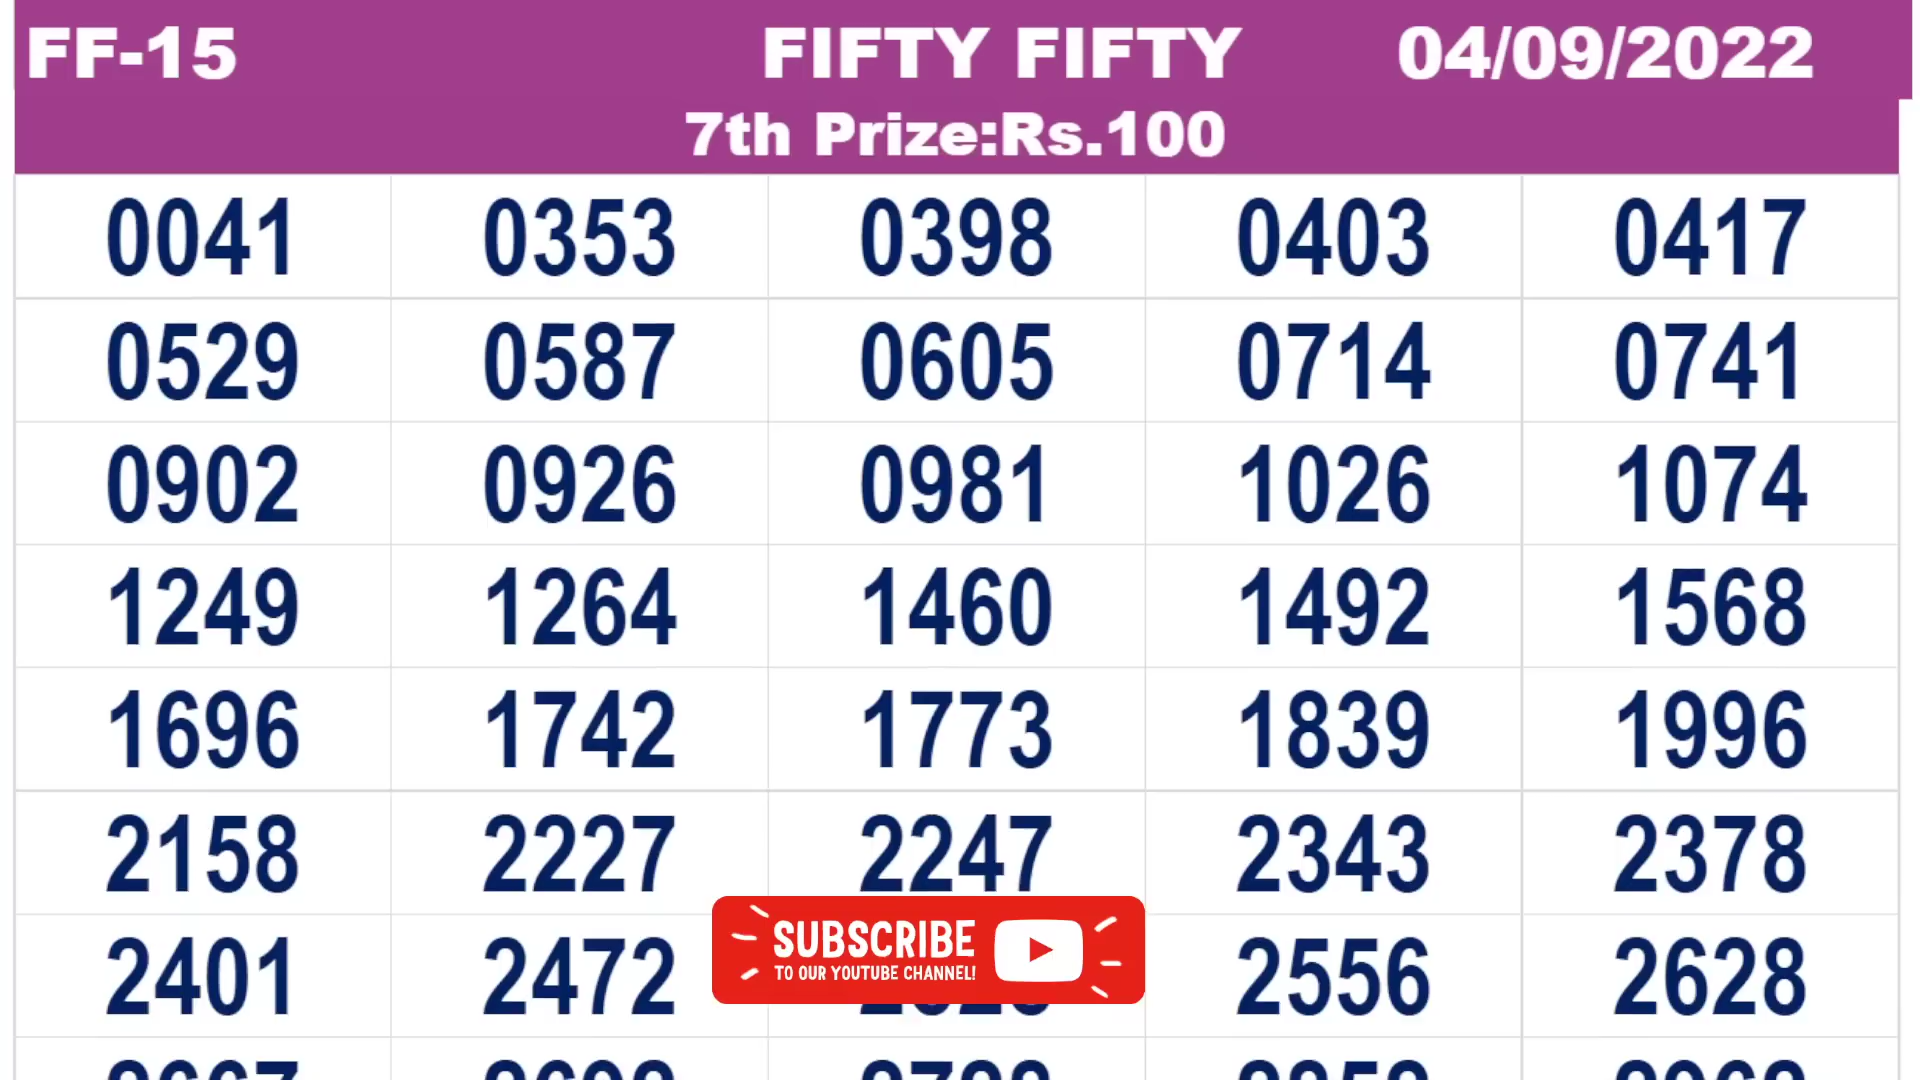 FF-15 FIFTY FIFTY 04/09/2022
7th Prize:Rs.100
0041 0353 0398 0403 0417
0529 0587 0605 0714 0741
0902 0926 0981 1026 1074
1249 1264 1460 1492 1568
1696 1742 1773 1839 1996
2158 2227 2247 2343 2378
2401 2472 2556 2628
SUBSCRIBE
TO OUR YOUTUBE CHANNEL!